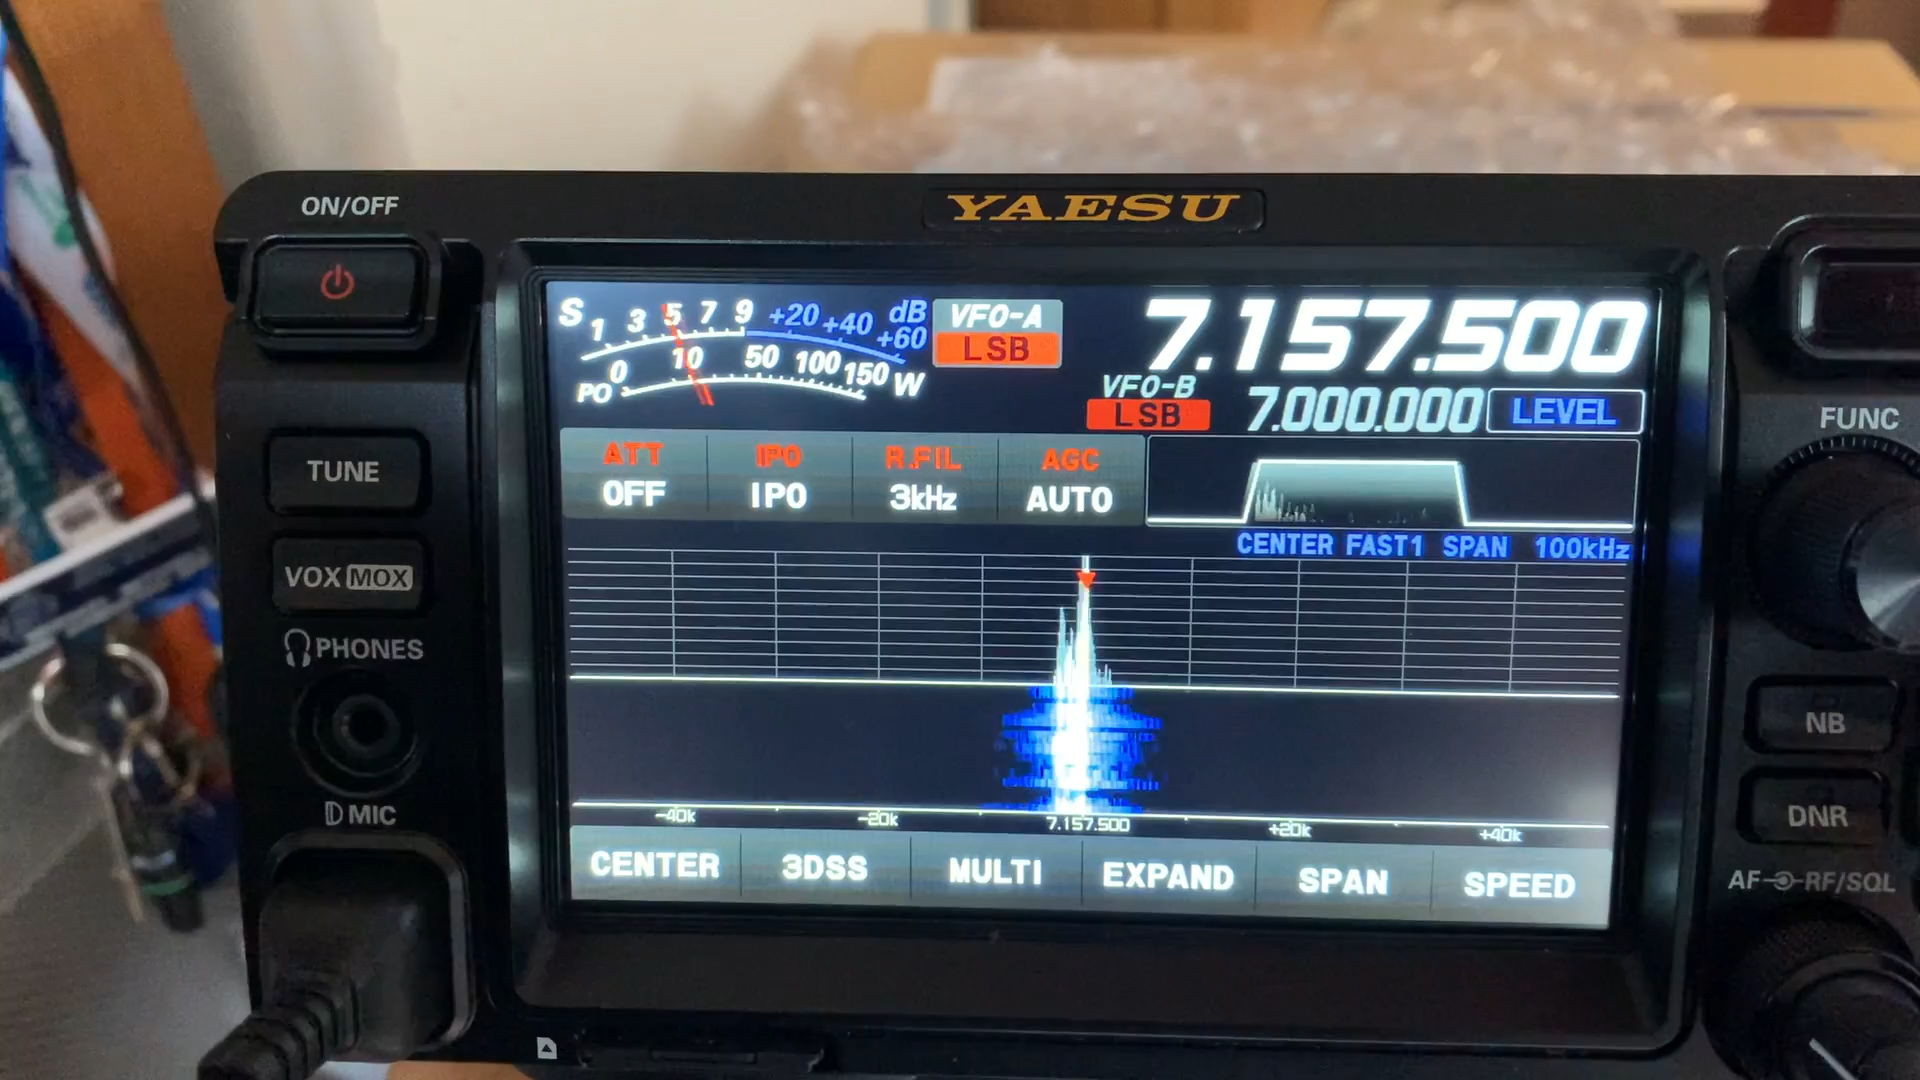 ON/OFF
YAESU
S 1 3 5 7 9 +20 +40 +60 dB
PO 0 10 50 100 150 W
VFO-A
LSB
7.157.500
VFO-B
LSB
7.000.000
LEVEL
FUNC
TUNE
ATT
OFF
IPO
IPO
R.FIL
3kHz
AGC
AUTO
CENTER FAST1 SPAN 100kHz
VOX MOX
PHONES
MIC
NB
DNR
-40k -20k 7.157.500 +20k +40k
CENTER 3DSS MULTI EXPAND SPAN SPEED
AF RF/SQL